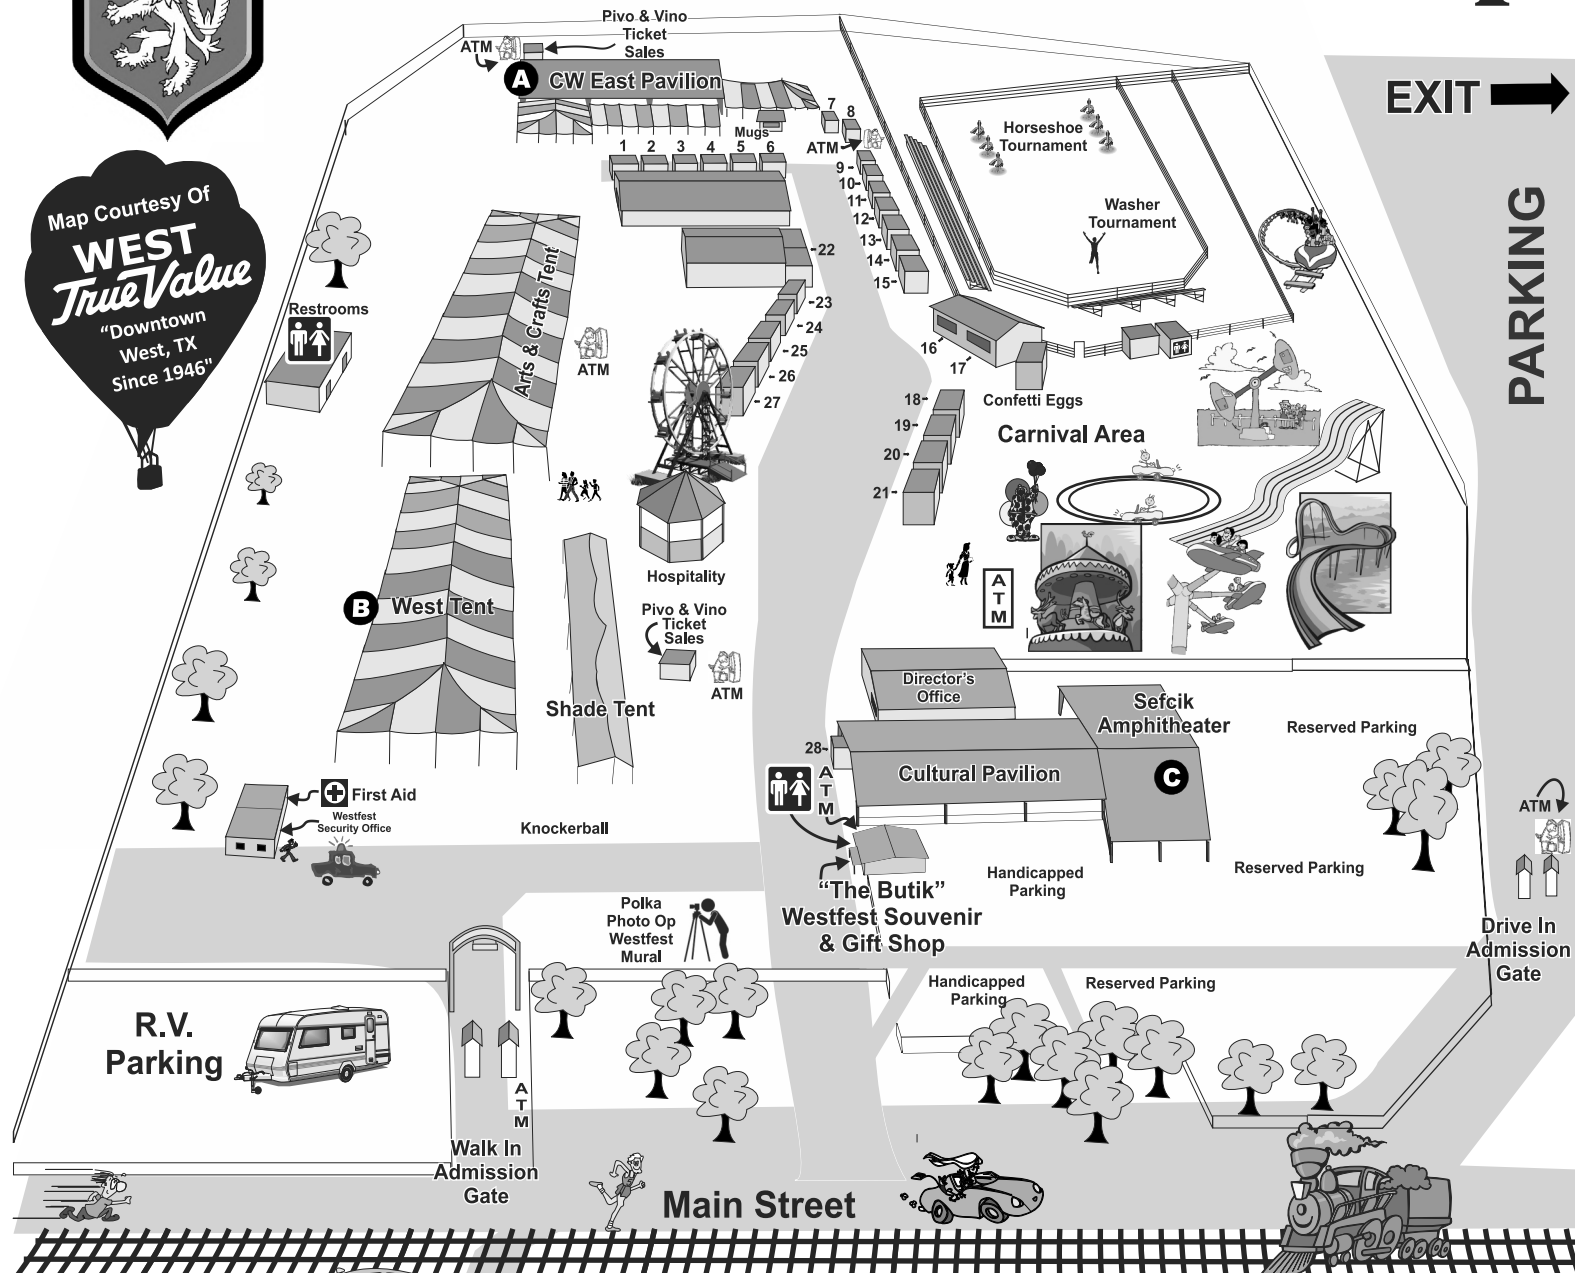 Pivo & Vino
Ticket
Sales
ATM
A
CW East Pavilion
Mugs
7
8
ATM
1
2
3
4
5
6
9
10
11
12
13
14
15
EXIT
PARKING
Horseshoe
Tournament
Washer
Tournament
Map Courtesy Of
WEST
True Value
"Downtown
West, TX
Since 1946"
Restrooms
Arts & Crafts Tent
ATM
22
23
24
25
26
27
16
17
Confetti Eggs
18
19
20
21
Carnival Area
ATM
Hospitality
B
West Tent
Pivo & Vino
Ticket
Sales
ATM
Shade Tent
Director's
Office
Sefcik
Amphitheater
Reserved Parking
28
ATM
Cultural Pavilion
C
First Aid
Westfest
Security Office
Knockerball
"The Butik"
Westfest Souvenir
& Gift Shop
Handicapped
Parking
Reserved Parking
ATM
Drive In
Admission
Gate
Polka
Photo Op
Westfest
Mural
Handicapped
Parking
Reserved Parking
R.V.
Parking
ATM
Walk In
Admission
Gate
Main Street